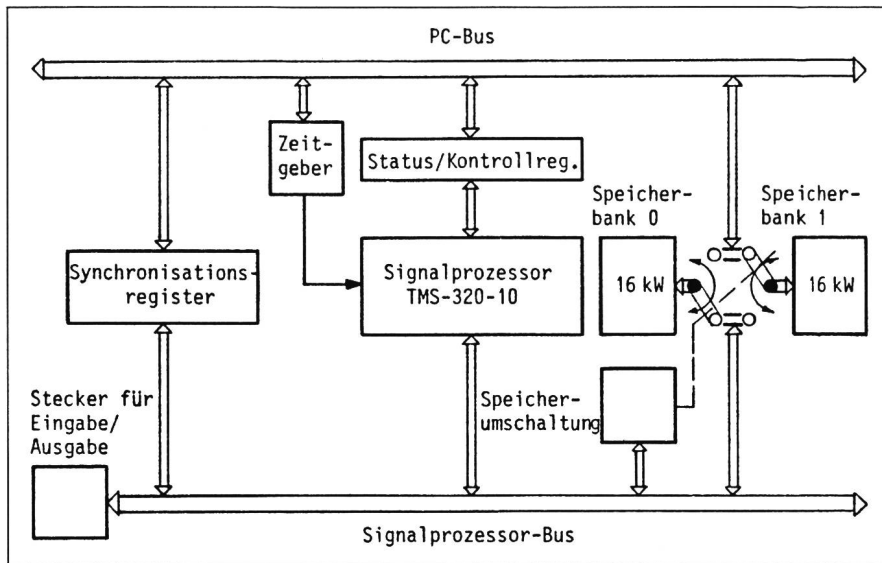 PC-Bus
Zeit-
geber
Status/Kontrollreg.
Speicher-
bank 0
Speicher-
bank 1
Synchronisations-
register
Signalprozessor
TMS-320-10
16 kW
16 kW
Stecker für
Eingabe/
Ausgabe
Speicher-
umschaltung
Signalprozessor-Bus